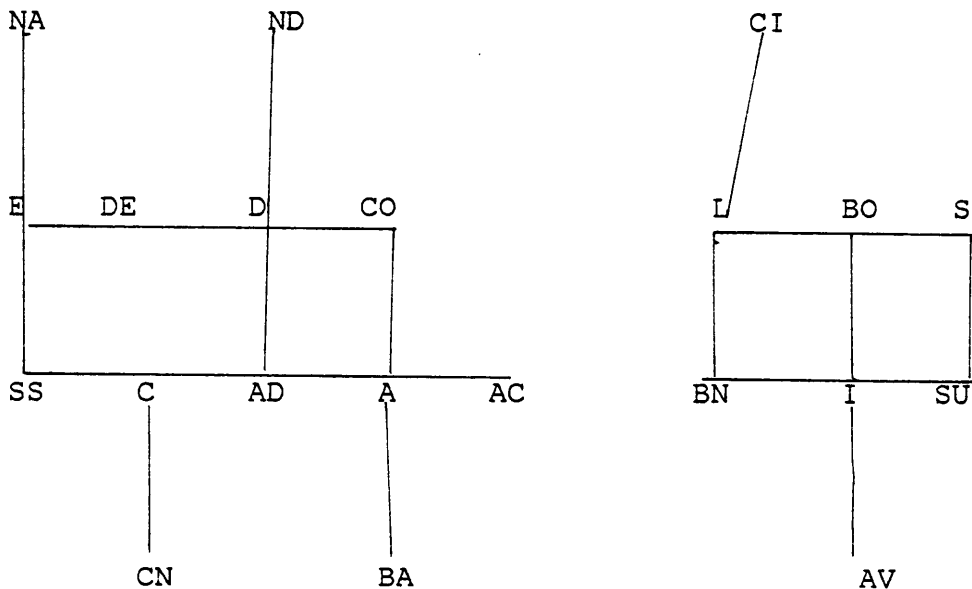 NA ND CI
E DE D CO L BO S
SS C AD A AC BN I SU
CN BA AV